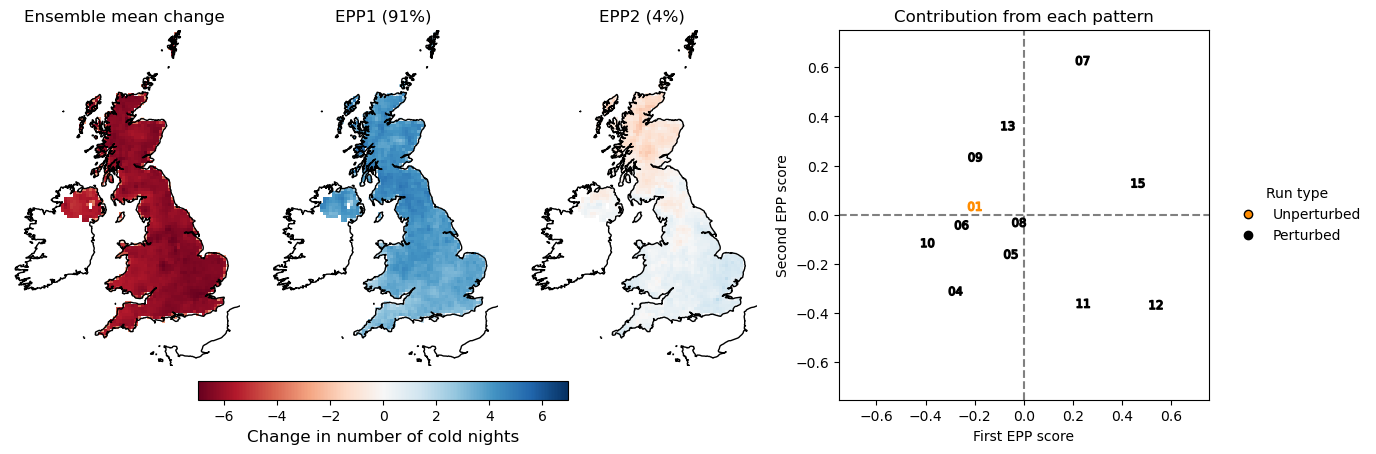 Ensemble mean change
EPP1 (91%)
EPP2 (4%)
Contribution from each pattern
−6 −4 −2 0 2 4 6
Change in number of cold nights
Second EPP score
0.6
0.4
0.2
0.0
−0.2
−0.4
−0.6
07
13
09
15
01
08
06
10
05
04
11
12
−0.6 −0.4 −0.2 0.0 0.2 0.4 0.6
First EPP score
Run type
Unperturbed
Perturbed